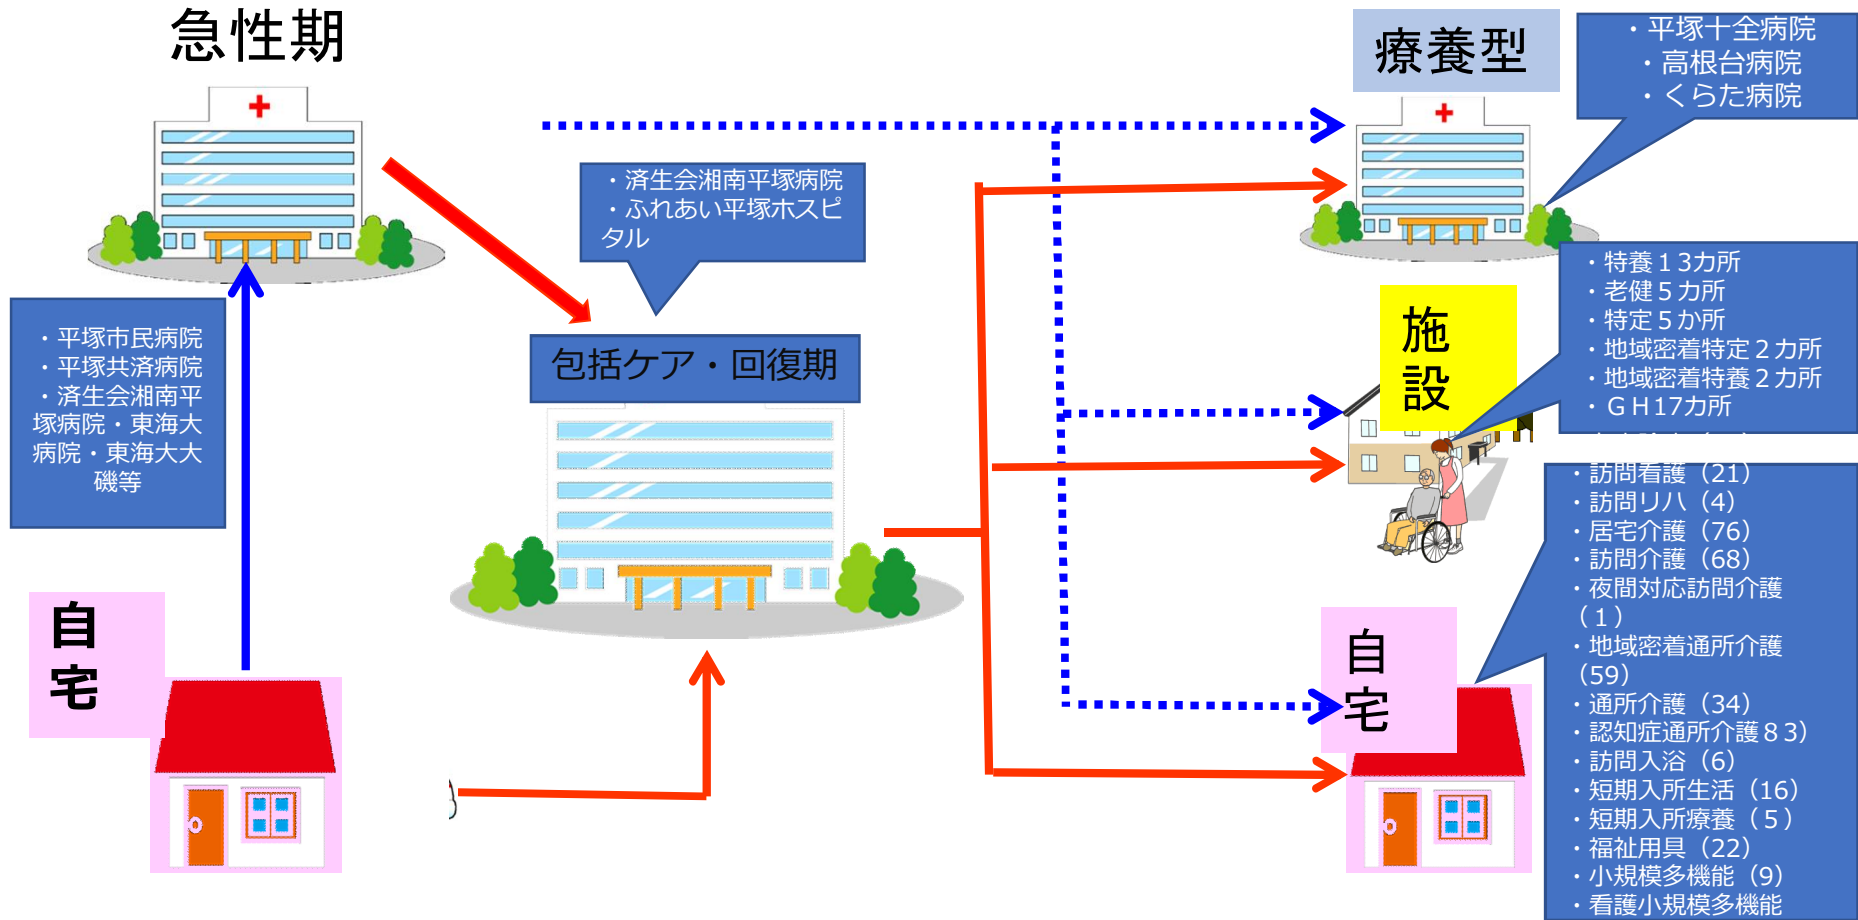 急性期
療養型
・平塚十全病院
・高根台病院
・くらた病院
・済生会湘南平塚病院
・ふれあい平塚ホスピ
タル
・特養１3カ所
・老健５カ所
・特定５か所
・地域密着特定２カ所
・地域密着特養２カ所
・ＧＨ17カ所
施
設
・平塚市民病院
・平塚共済病院
・済生会湘南平
塚病院・東海大
病院・東海大大
磯等
包括ケア・回復期
・訪問看護（21）
・訪問リハ（4）
・居宅介護（76）
・訪問介護（68）
・夜間対応訪問介護
（１）
・地域密着通所介護
（59）
・通所介護（34）
・認知症通所介護８3）
・訪問入浴（6）
・短期入所生活（16）
・短期入所療養（５）
・福祉用具（22）
・小規模多機能（9）
・看護小規模多機能
自
宅
自
宅